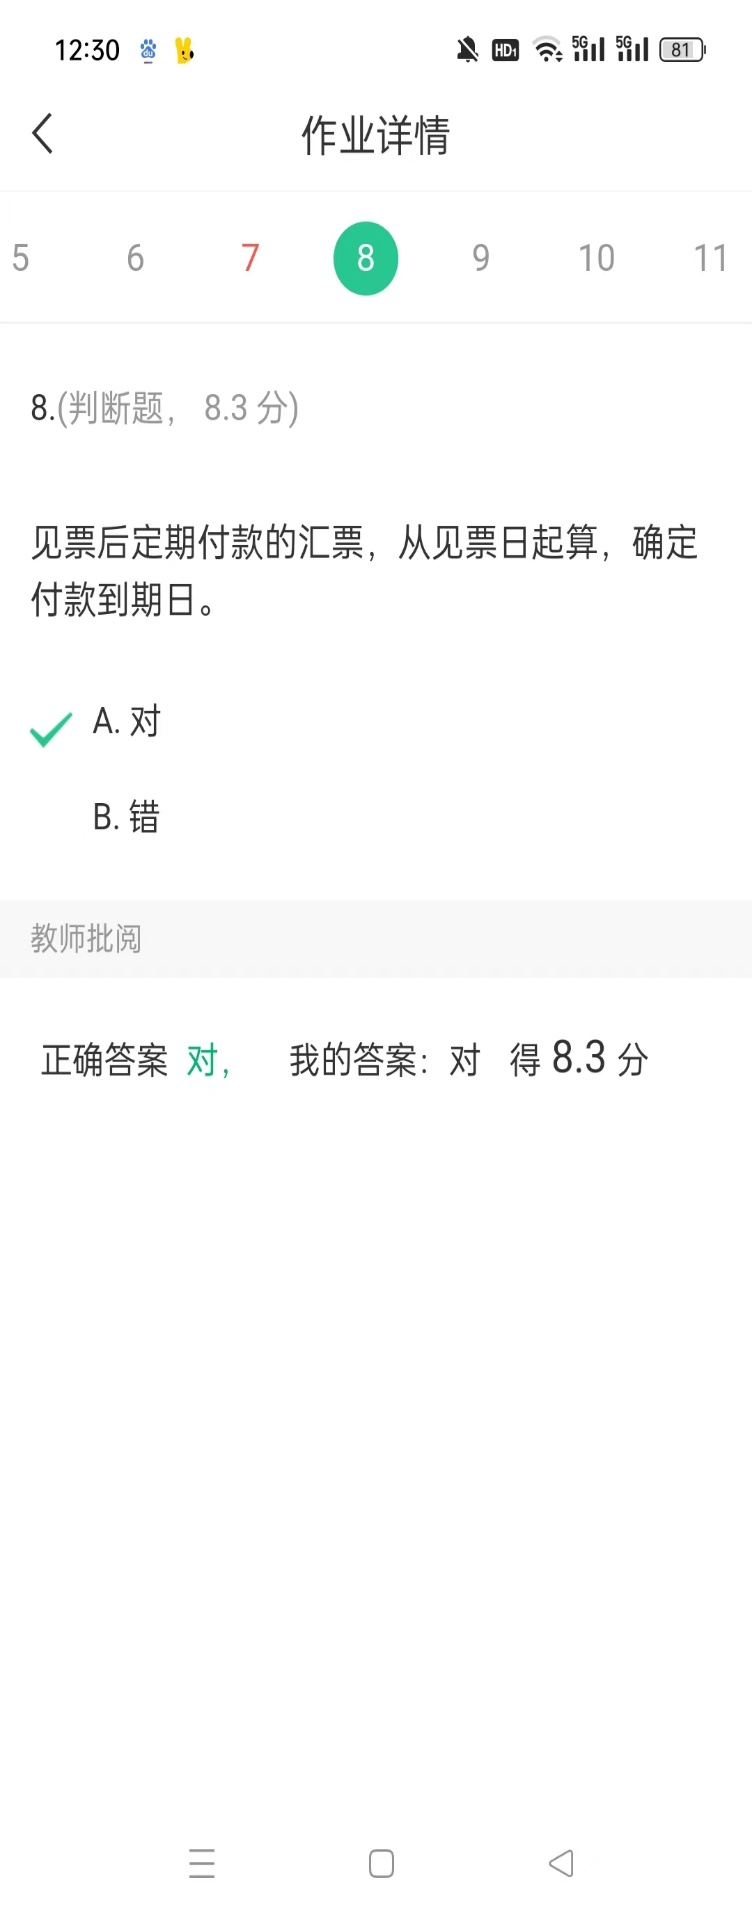 12:30 HD1 5G 5G 81
作业详情
5 6 7 8 9 10 11
8.(判断题， 8.3 分)
见票后定期付款的汇票，从见票日起算，确定
付款到期日。
A. 对
B. 错
教师批阅
正确答案 对， 我的答案：对 得 8.3 分